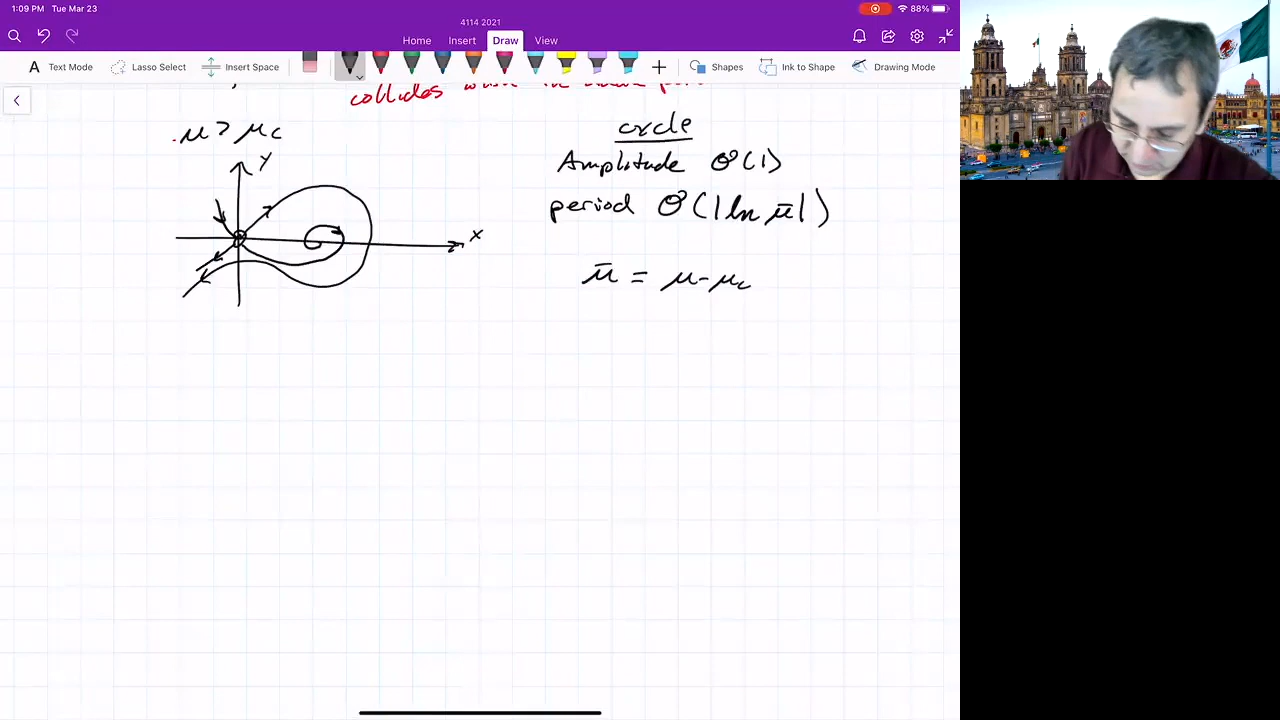 1:09 PM Tue Mar 23
88%
4114 2021
Home Insert Draw View
Text Mode Lasso Select Insert Space Shapes Ink to Shape Drawing Mode
collides
μ > μc
circle
Amplitude O(1)
period O(|ln μ̄|)
Y
x
μ̄ = μ - μc